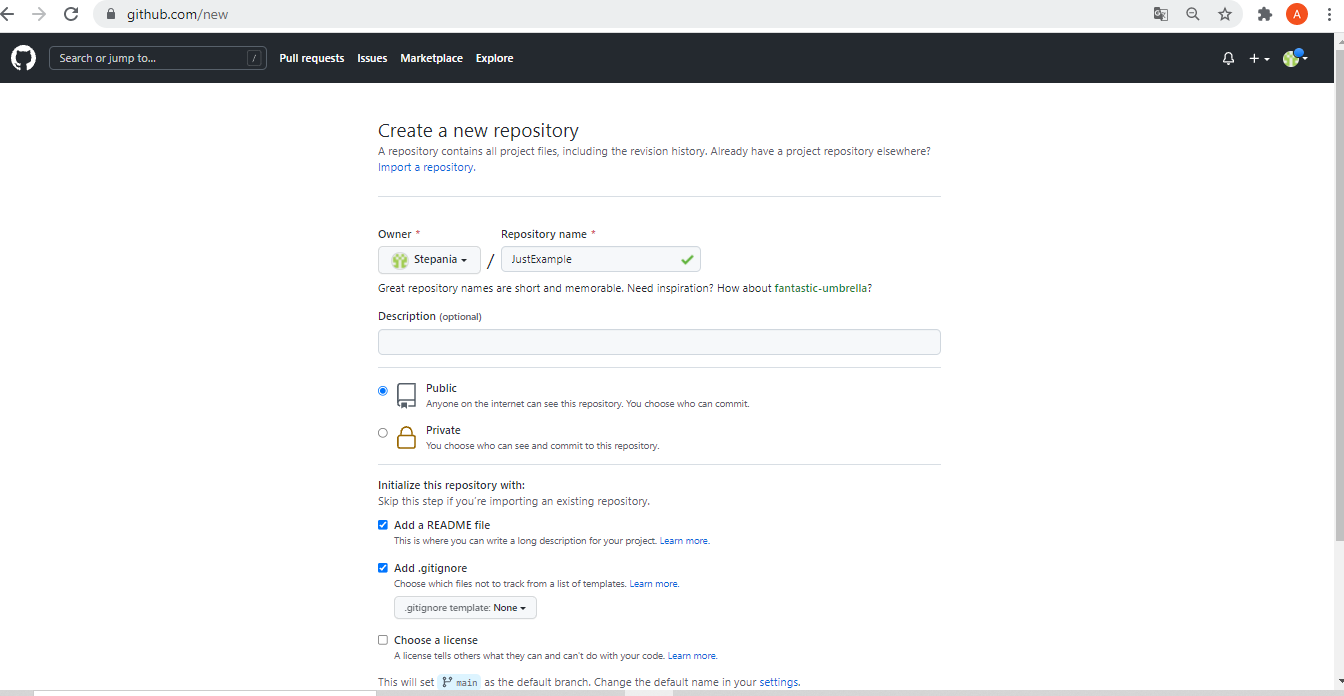 github.com/new
A
Search or jump to... /
Pull requests Issues Marketplace Explore
Create a new repository
A repository contains all project files, including the revision history. Already have a project repository elsewhere?
Import a repository.
Owner * Repository name *
Stepania / JustExample
Great repository names are short and memorable. Need inspiration? How about fantastic-umbrella?
Description (optional)
Public
Anyone on the internet can see this repository. You choose who can commit.
Private
You choose who can see and commit to this repository.
Initialize this repository with:
Skip this step if you're importing an existing repository.
Add a README file
This is where you can write a long description for your project. Learn more.
Add .gitignore
Choose which files not to track from a list of templates. Learn more.
.gitignore template: None
Choose a license
A license tells others what they can and can't do with your code. Learn more.
This will set main as the default branch. Change the default name in your settings.